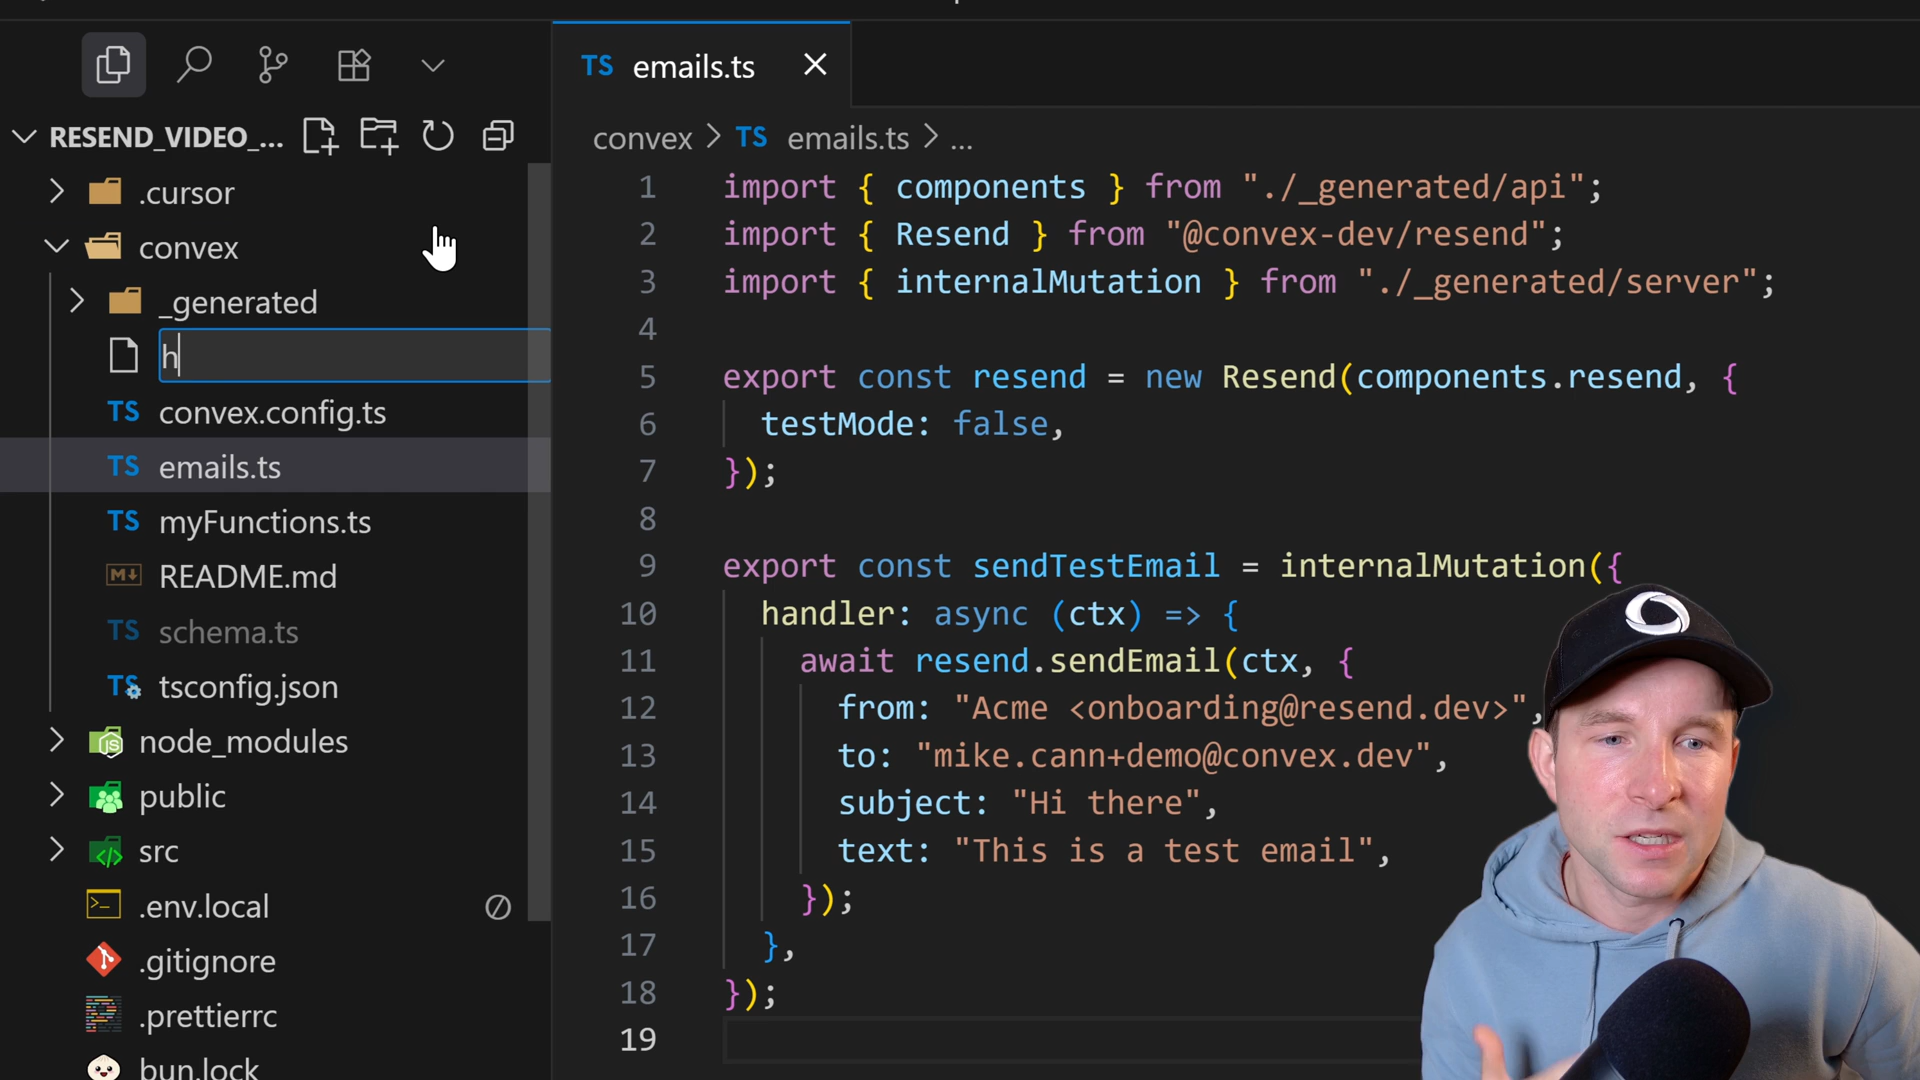 TS emails.ts
RESEND_VIDEO_...
convex > TS emails.ts > ...
.cursor
convex
_generated
h
TS convex.config.ts
TS emails.ts
TS myFunctions.ts
M↓ README.md
TS schema.ts
TS tsconfig.json
JS node_modules
public
src
.env.local
.gitignore
.prettierrc
bun.lock
1 import { components } from "./_generated/api";
2 import { Resend } from "@convex-dev/resend";
3 import { internalMutation } from "./_generated/server";
4
5 export const resend = new Resend(components.resend, {
6 testMode: false,
7 });
8
9 export const sendTestEmail = internalMutation({
10 handler: async (ctx) => {
11 await resend.sendEmail(ctx, {
12 from: "Acme <onboarding@resend.dev>",
13 to: "mike.cann+demo@convex.dev",
14 subject: "Hi there",
15 text: "This is a test email",
16 });
17 },
18 });
19